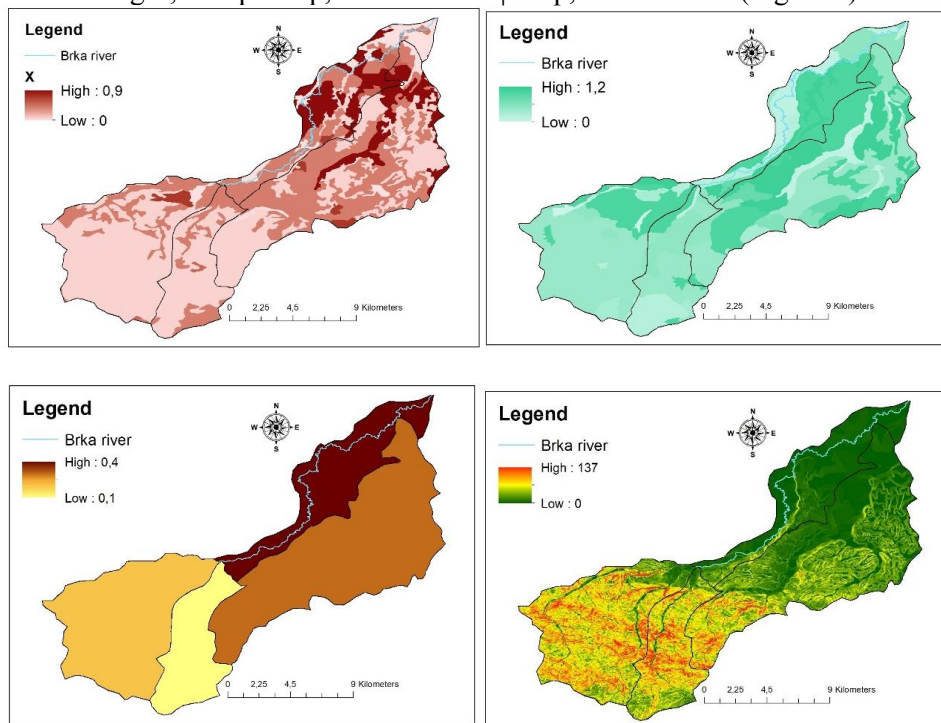 Legend
Brka river
X
High : 0,9
Low : 0
N
W E
S
0 2,25 4,5 9 Kilometers
Legend
Brka river
High : 1,2
Low : 0
N
W E
S
0 2,25 4,5 9 Kilometers
Legend
Brka river
High : 0,4
Low : 0,1
N
W E
S
0 2,25 4,5 9 Kilometers
Legend
Brka river
High : 137
Low : 0
N
W E
S
0 2,25 4,5 9 Kilometers